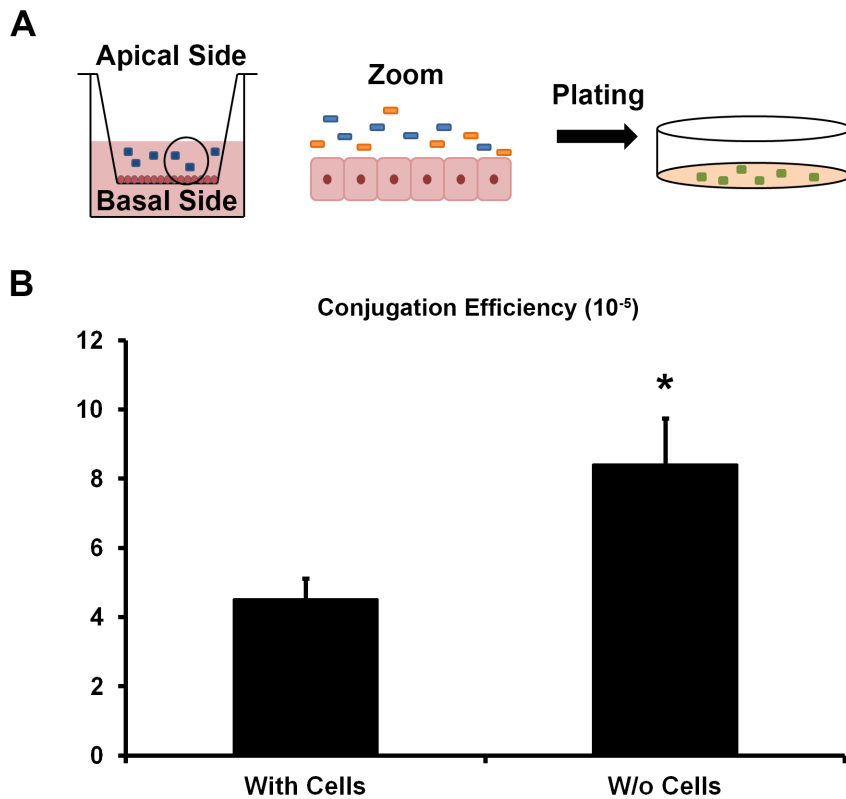 A
Apical Side
Zoom
Plating
Basal Side
B
Conjugation Efficiency (10⁻⁵)
12
10
8
6
4
2
0
*
With Cells
W/o Cells